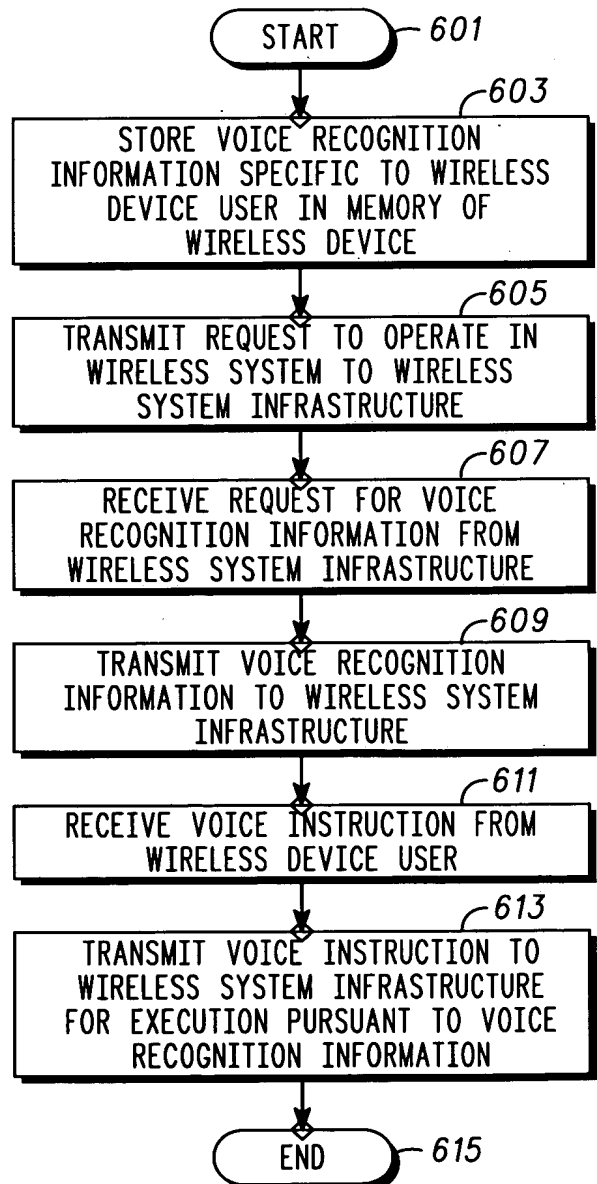 START
601
603
STORE VOICE RECOGNITION
INFORMATION SPECIFIC TO WIRELESS
DEVICE USER IN MEMORY OF
WIRELESS DEVICE
605
TRANSMIT REQUEST TO OPERATE IN
WIRELESS SYSTEM TO WIRELESS
SYSTEM INFRASTRUCTURE
607
RECEIVE REQUEST FOR VOICE
RECOGNITION INFORMATION FROM
WIRELESS SYSTEM INFRASTRUCTURE
609
TRANSMIT VOICE RECOGNITION
INFORMATION TO WIRELESS SYSTEM
INFRASTRUCTURE
611
RECEIVE VOICE INSTRUCTION FROM
WIRELESS DEVICE USER
613
TRANSMIT VOICE INSTRUCTION TO
WIRELESS SYSTEM INFRASTRUCTURE
FOR EXECUTION PURSUANT TO VOICE
RECOGNITION INFORMATION
END
615